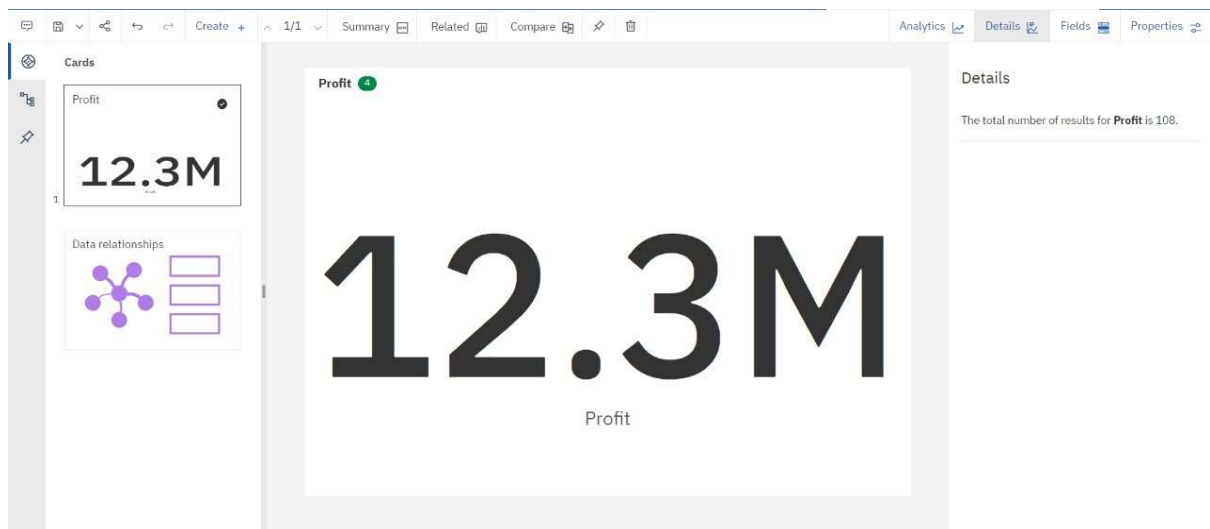 Create + 1/1 Summary Related Compare
Analytics Details Fields Properties
Cards
Profit
12.3M
1
Data relationships
Profit 4
12.3M
Profit
Details
The total number of results for Profit is 108.